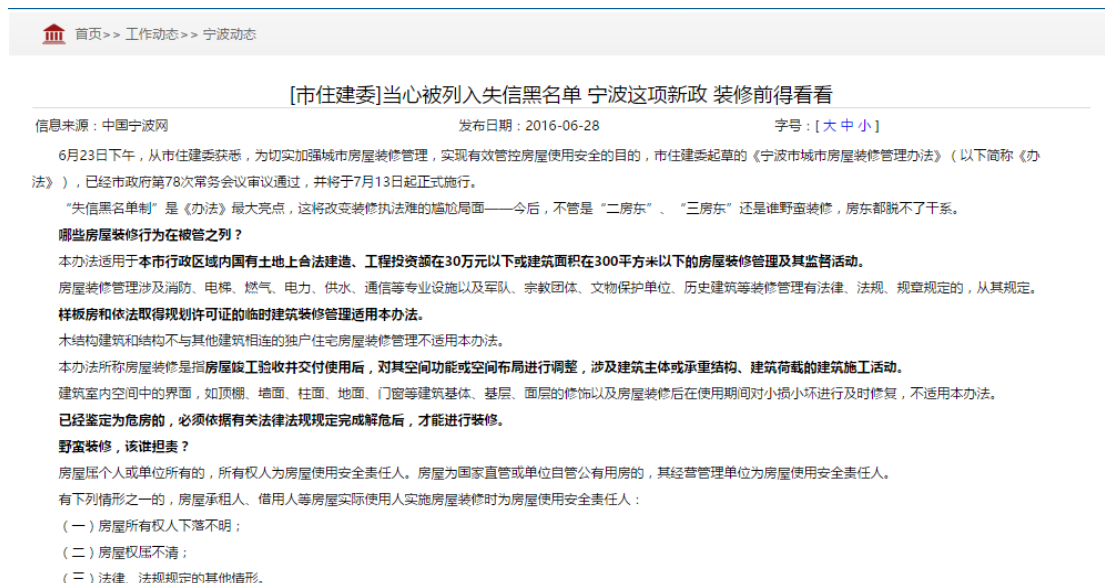 首页>> 工作动态>> 宁波动态
[市住建委]当心被列入失信黑名单 宁波这项新政 装修前得看看
信息来源：中国宁波网 发布日期：2016-06-28 字号：[ 大 中 小 ]
6月23日下午，从市住建委获悉，为切实加强城市房屋装修管理，实现有效管控房屋使用安全的目的，市住建委起草的《宁波市城市房屋装修管理办法》（以下简称《办
法》），已经市政府第78次常务会议审议通过，并将于7月13日起正式施行。
“失信黑名单制”是《办法》最大亮点，这将改变装修执法难的尴尬局面——今后，不管是“二房东”、“三房东”还是谁野蛮装修，房东都脱不了干系。
哪些房屋装修行为在被管之列？
本办法适用于本市行政区域内国有土地上合法建造、工程投资额在30万元以下或建筑面积在300平方米以下的房屋装修管理及其监督活动。
房屋装修管理涉及消防、电梯、燃气、电力、供水、通信等专业设施以及军队、宗教团体、文物保护单位、历史建筑等装修管理有法律、法规、规章规定的，从其规定。
样板房和依法取得规划许可证的临时建筑装修管理适用本办法。
木结构建筑和结构不与其他建筑相连的独户住宅房屋装修管理不适用本办法。
本办法所称房屋装修是指房屋竣工验收并交付使用后，对其空间功能或空间布局进行调整，涉及建筑主体或承重结构、建筑荷载的建筑施工活动。
建筑室内空间中的界面，如顶棚、墙面、柱面、地面、门窗等建筑基体、基层、面层的修饰以及房屋装修后在使用期间对小损小坏进行及时修复，不适用本办法。
已经鉴定为危房的，必须依据有关法律法规规定完成解危后，才能进行装修。
野蛮装修，该谁担责？
房屋属个人或单位所有的，所有权人为房屋使用安全责任人。房屋为国家直管或单位自管公有用房的，其经营管理单位为房屋使用安全责任人。
有下列情形之一的，房屋承租人、借用人等房屋实际使用人实施房屋装修时为房屋使用安全责任人：
（一）房屋所有权人下落不明；
（二）房屋权属不清；
（三）法律、法规规定的其他情形。